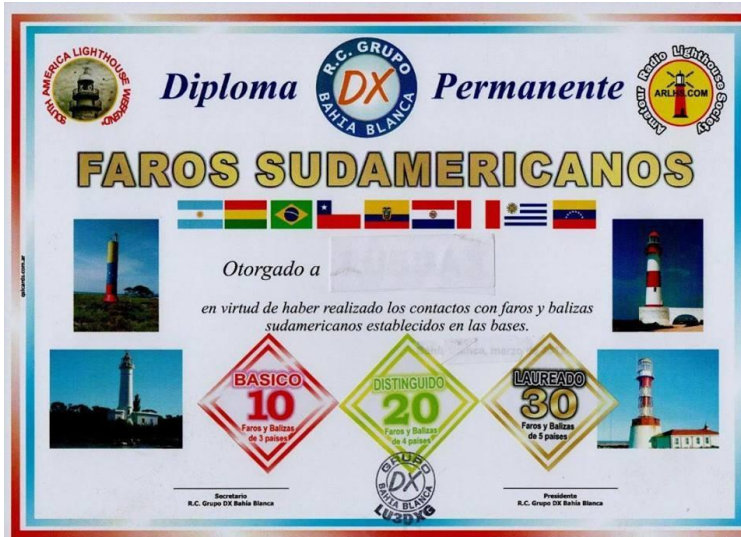 SOUTH AMERICA LIGHTHOUSE WEEKEND
Diploma
R.C. GRUPO
DX
BAHIA BLANCA
Permanente
Amateur Radio Lighthouse Society
ARLHS.COM
FAROS SUDAMERICANOS
Otorgado a
en virtud de haber realizado los contactos con faros y balizas
sudamericanos establecidos en las bases.
BASICO
10
Faros y Balizas
de 3 países
DISTINGUIDO
20
Faros y Balizas
de 4 países
LAUREADO
30
Faros y Balizas
de 5 países
GRUPO
DX
BAHIA BLANCA
LU3DXG
Secretario
R.C. Grupo DX Bahía Blanca
Presidente
R.C. Grupo DX Bahía Blanca